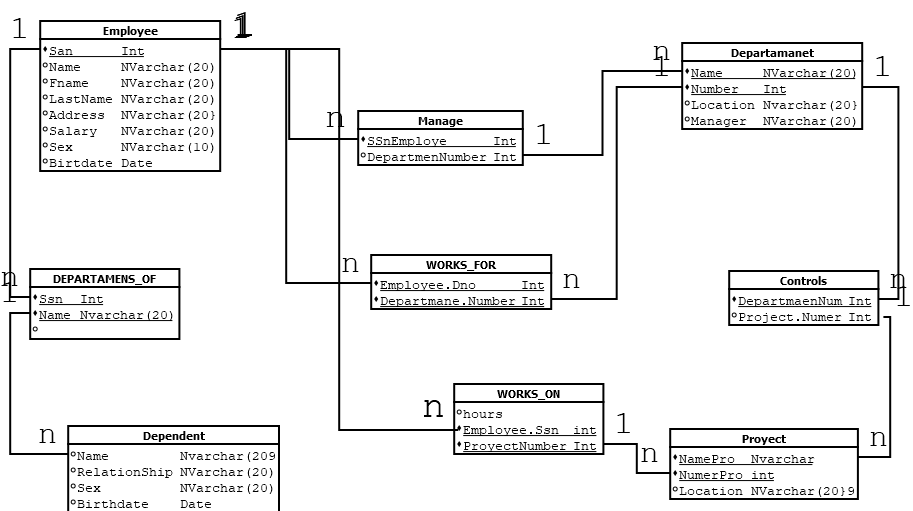 1
Employee
San Int
Name NVarchar(20)
Fname NVarchar(20)
LastName NVarchar(20)
Address NVarchar(20}
Salary NVarchar(20)
Sex NVarchar(10)
Birtdate Date
1
n
1
Departamanet
Name NVarchar(20)
Number Int
Location Nvarchar(20}
Manager NVarchar(20)
1
n
Manage
SSnEmploye Int
DepartmenNumber Int
1
n
1
DEPARTAMENS_OF
Ssn Int
Name Nvarchar(20)
n
WORKS_FOR
Employee.Dno Int
Departmane.Number Int
n
Controls
DepartmaenNum Int
Project.Numer Int
n
1
n
WORKS_ON
hours
Employee.Ssn int
ProyectNumber Int
1
n
Dependent
Name Nvarchar(209
RelationShip NVarchar(20)
Sex NVarchar(20)
Birthdate Date
n
Proyect
NamePro Nvarchar
NumerPro int
Location NVarchar(20}9
n